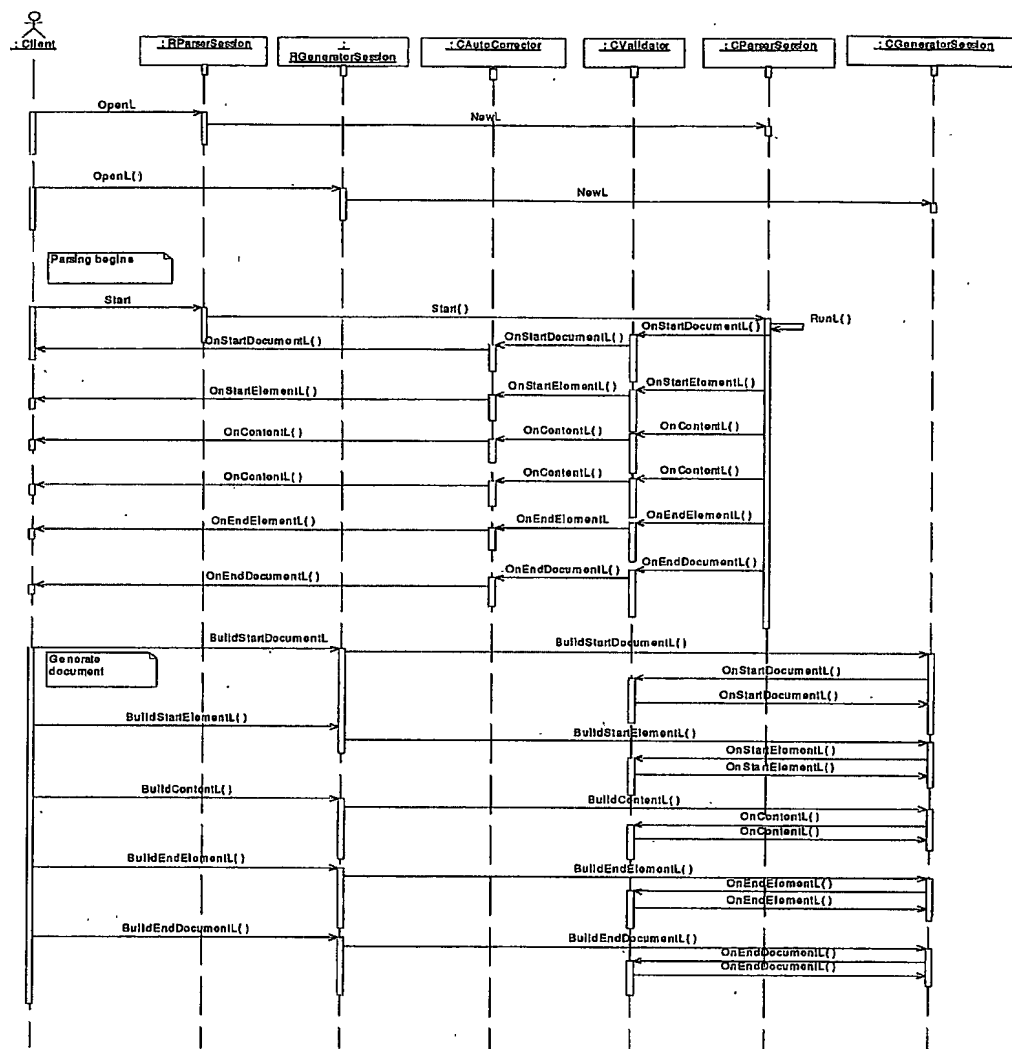 : Client
: RParserSession
:
RGeneratorSession
: CAutoCorrector
: CValidator
: CParserSession
: CGeneratorSession
OpenL
NewL
OpenL()
NewL
Parsing begins
Start
Start()
RunL()
OnStartDocumentL()
OnStartDocumentL()
OnStartDocumentL()
OnStartElementL()
OnStartElementL()
OnStartElementL()
OnContentL()
OnContentL()
OnContentL()
OnContentL()
OnContentL()
OnContentL()
OnEndElementL()
OnEndElementL
OnEndElementL()
OnEndDocumentL()
OnEndDocumentL()
OnEndDocumentL()
BuildStartDocumentL
BuildStartDocumentL()
Generate
document
OnStartDocumentL()
OnStartDocumentL()
BuildStartElementL()
BuildStartElementL()
OnStartElementL()
OnStartElementL()
BuildContentL()
BuildContentL()
OnContentL()
OnContentL()
BuildEndElementL()
BuildEndElementL()
OnEndElementL()
OnEndElementL()
BuildEndDocumentL()
BuildEndDocumentL()
OnEndDocumentL()
OnEndDocumentL()